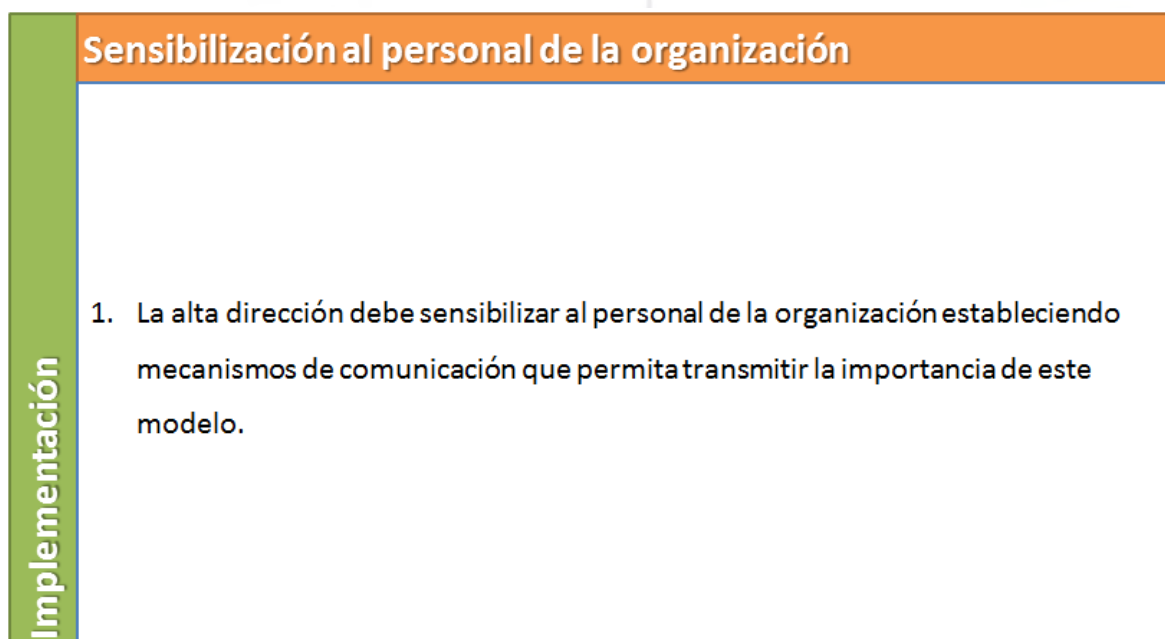 Sensibilización al personal de la organización
1. La alta dirección debe sensibilizar al personal de la organización estableciendo
mecanismos de comunicación que permita transmitir la importancia de este
modelo.
Implementación